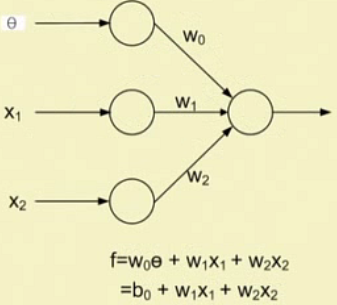 θ
w₀
x₁
w₁
x₂
w₂
f=w₀θ + w₁x₁ + w₂x₂
=b₀ + w₁x₁ + w₂x₂